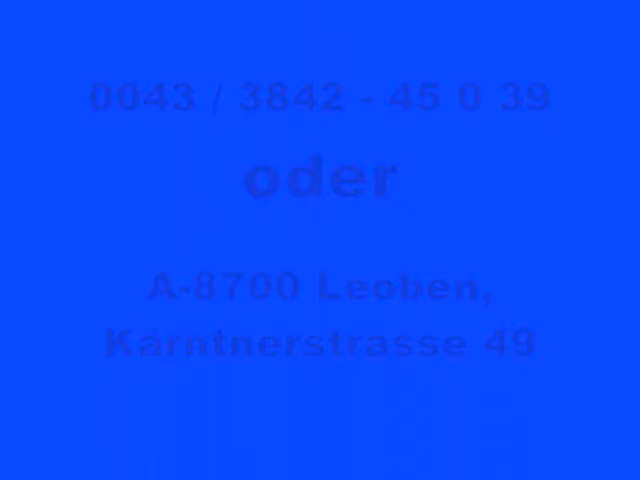 0043 / 3842 - 45 0 39
oder
A-8700 Leoben,
Kärntnerstrasse 49